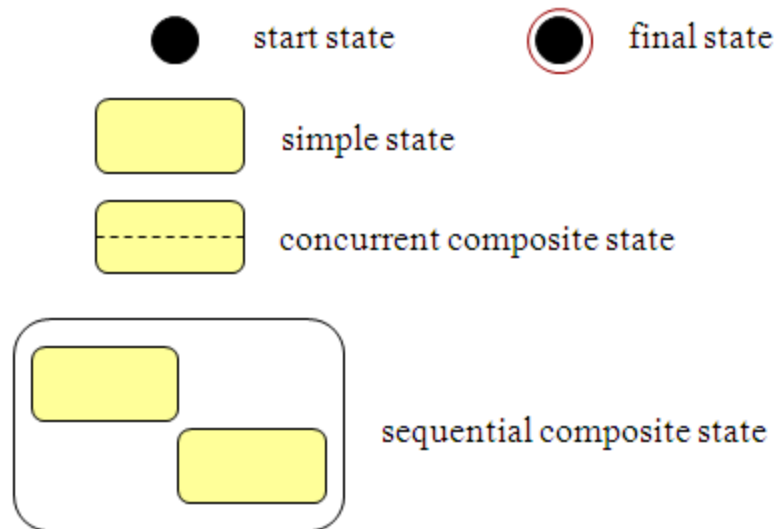 start state
final state
simple state
concurrent composite state
sequential composite state